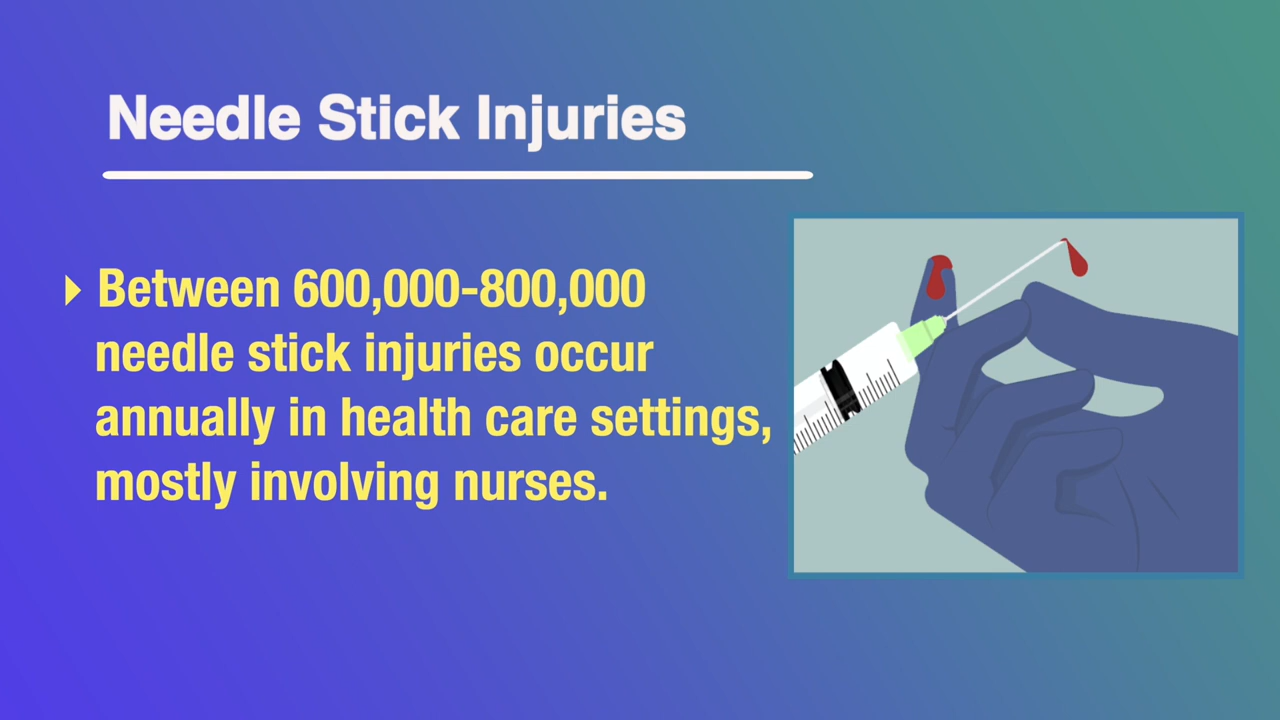 Needle Stick Injuries
Between 600,000-800,000
needle stick injuries occur
annually in health care settings,
mostly involving nurses.